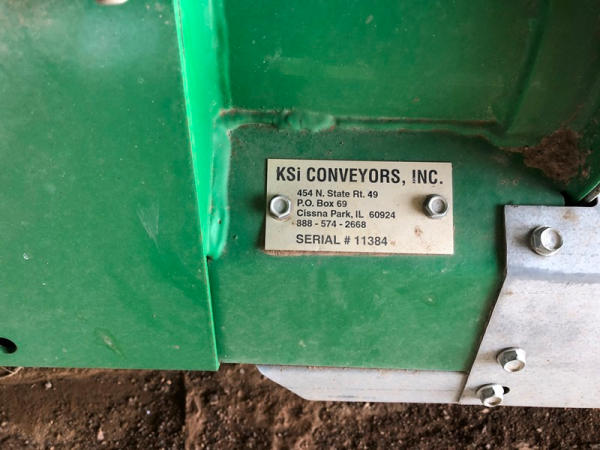 KSi CONVEYORS, INC.
454 N. State Rt. 49
P.O. Box 69
Cissna Park, IL 60924
888 - 574 - 2668
SERIAL # 11384